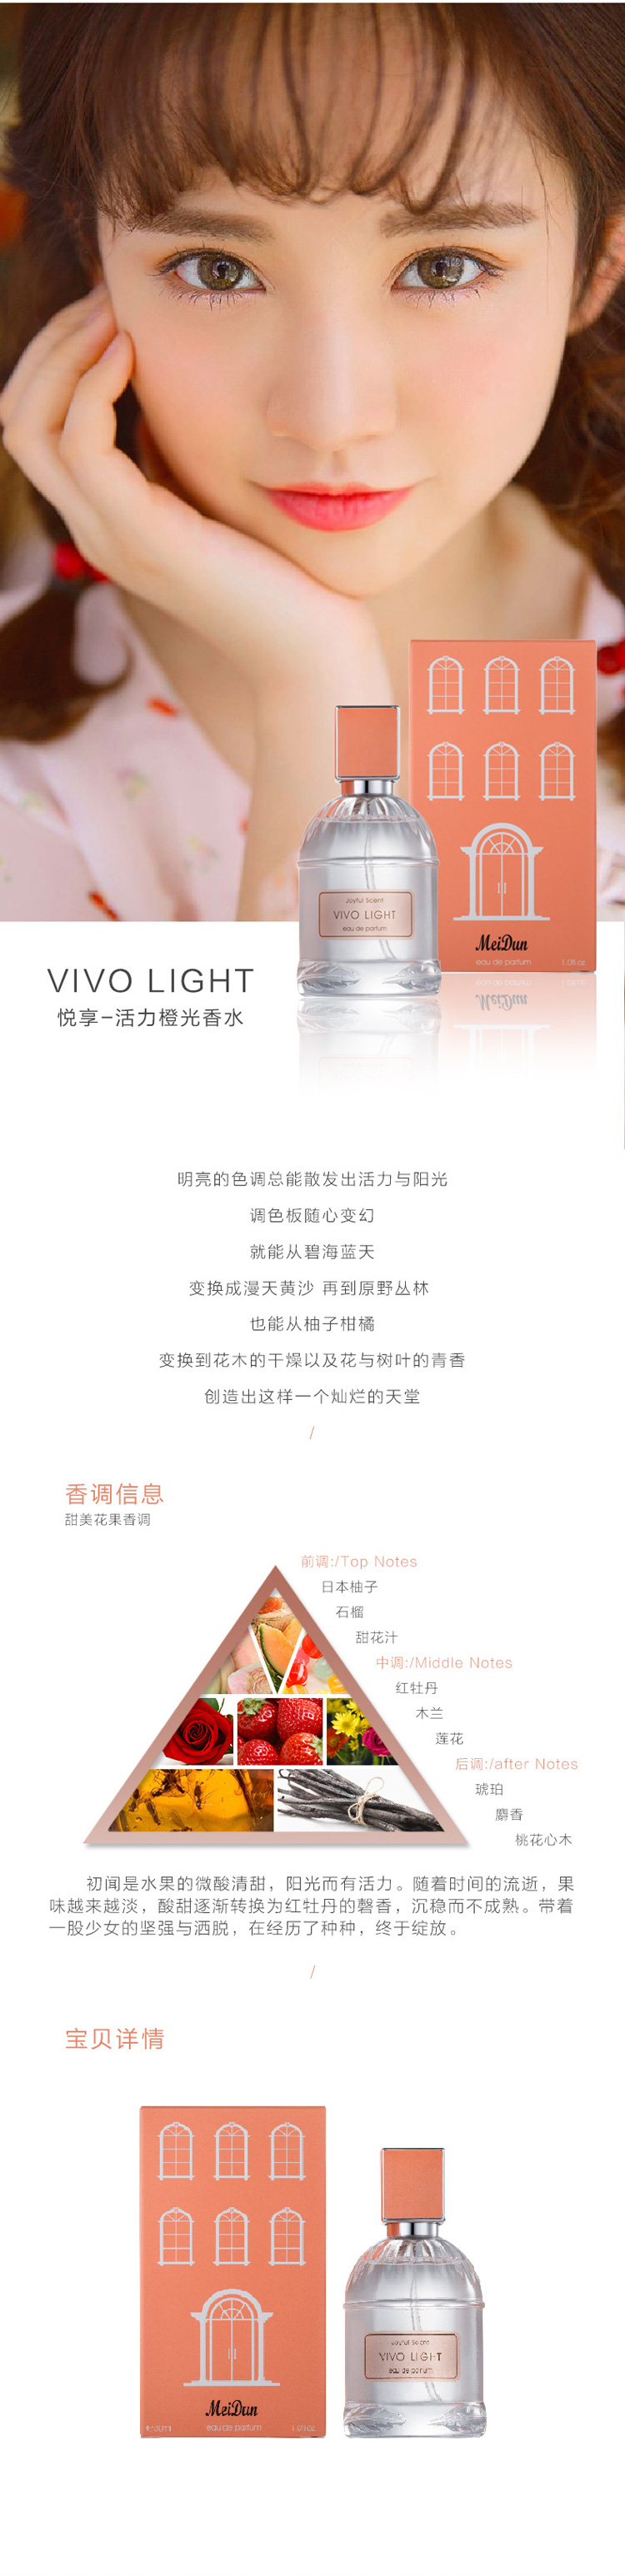 Joyful Scent
VIVO LIGHT
eau de parfum
MeiDun
eau de parfum
VIVO LIGHT
悦享-活力橙光香水
明亮的色调总能散发出活力与阳光
调色板随心变幻
就能从碧海蓝天
变换成漫天黄沙 再到原野丛林
也能从柚子柑橘
变换到花木的干燥以及花与树叶的青香
创造出这样一个灿烂的天堂
/
香调信息
甜美花果香调
前调:/Top Notes
日本柚子
石榴
甜花汁
中调:/Middle Notes
红牡丹
木兰
莲花
后调:/after Notes
琥珀
麝香
桃花心木
初闻是水果的微酸清甜，阳光而有活力。随着时间的流逝，果
味越来越淡，酸甜逐渐转换为红牡丹的馨香，沉稳而不成熟。带着
一股少女的坚强与洒脱，在经历了种种，终于绽放。
/
宝贝详情
MeiDun
eau de parfum
Joyful Scent
VIVO LIGHT
eau de parfum